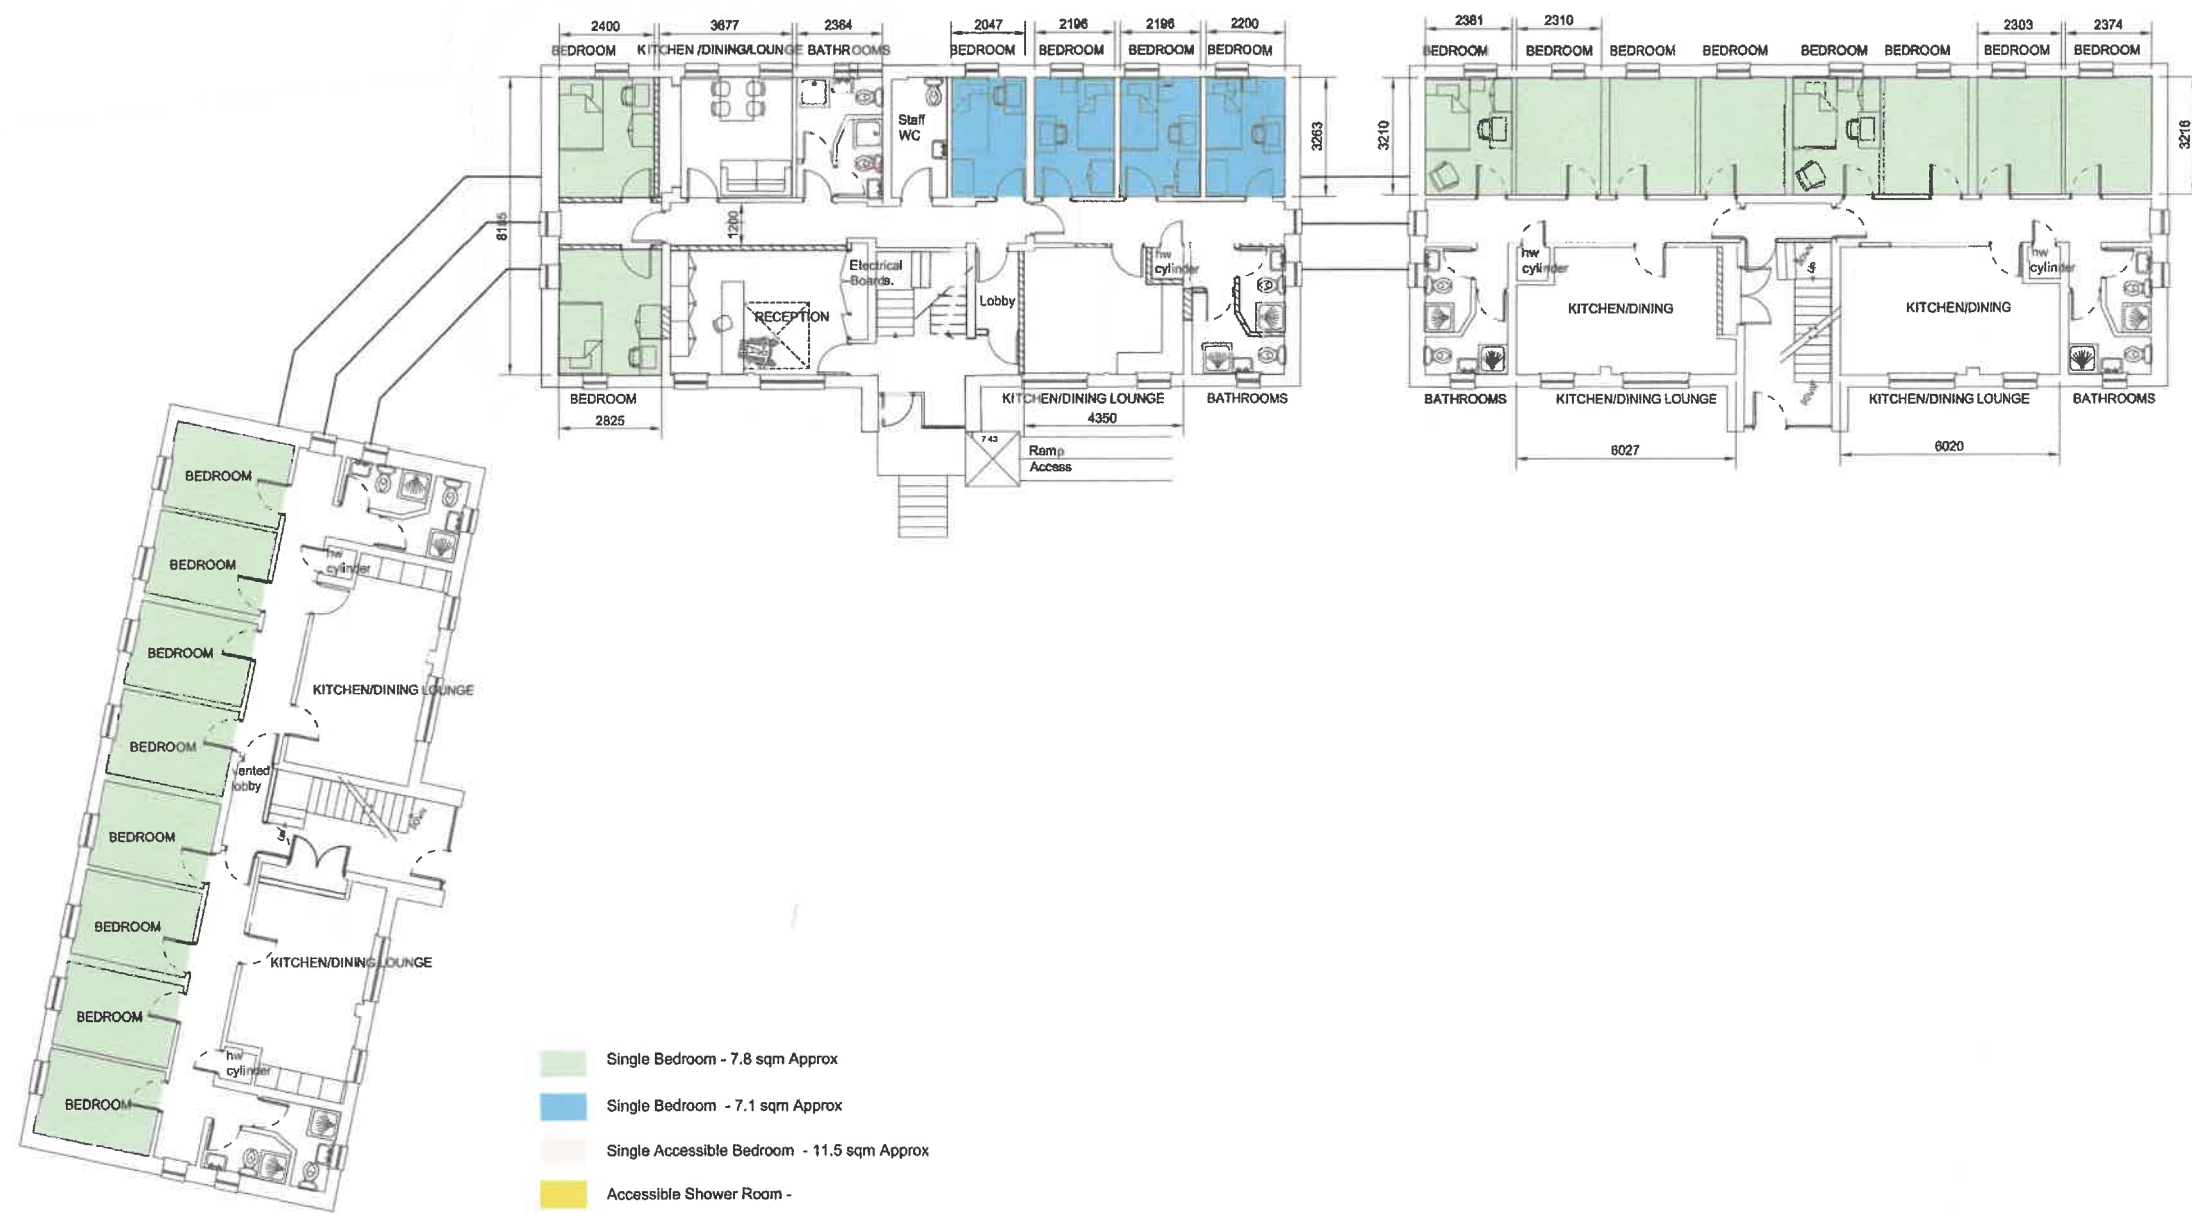 2400 3677 2364 2047 2196 2196 2200 2381 2310 2303 2374
BEDROOM KITCHEN /DINING/LOUNGE BATHROOMS BEDROOM BEDROOM BEDROOM BEDROOM BEDROOM BEDROOM BEDROOM BEDROOM BEDROOM BEDROOM BEDROOM BEDROOM
Staff
WC
3263
3210
3216
8185
1200
Electrical
Boards.
hw
cylinder
hw
cylinder
hw
cylinder
Lobby
RECEPTION
KITCHEN/DINING
KITCHEN/DINING
UP
DOWN
BEDROOM KITCHEN/DINING LOUNGE BATHROOMS BATHROOMS KITCHEN/DINING LOUNGE KITCHEN/DINING LOUNGE BATHROOMS
2825 4350 6027 6020
743
Ramp
Access
BEDROOM
BEDROOM
hw
cylinder
BEDROOM
KITCHEN/DINING LOUNGE
BEDROOM
vented
lobby
DOWN
UP
BEDROOM
BEDROOM
KITCHEN/DINING LOUNGE
BEDROOM
hw
cylinder
BEDROOM
Single Bedroom - 7.8 sqm Approx
Single Bedroom - 7.1 sqm Approx
Single Accessible Bedroom - 11.5 sqm Approx
Accessible Shower Room -